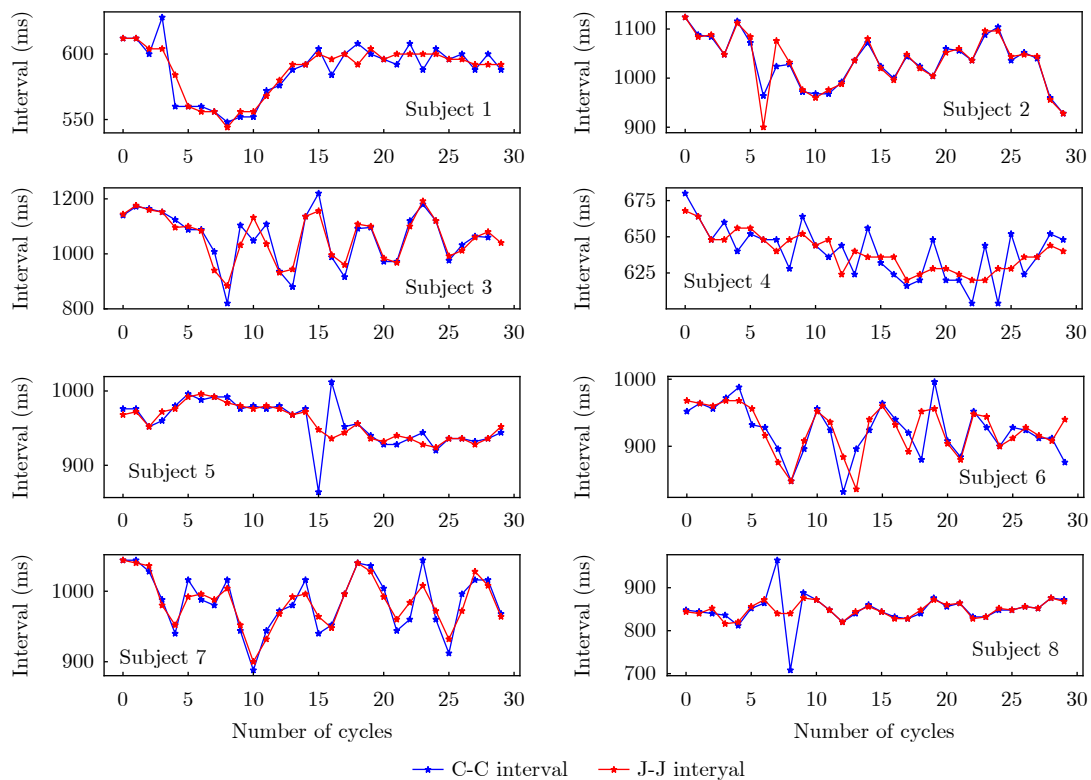 Interval (ms)
600
550
Subject 1
0 5 10 15 20 25 30
Interval (ms)
1100
1000
900
Subject 2
0 5 10 15 20 25 30
Interval (ms)
1200
1000
800
Subject 3
0 5 10 15 20 25 30
Interval (ms)
675
650
625
Subject 4
0 5 10 15 20 25 30
Interval (ms)
1000
900
Subject 5
0 5 10 15 20 25 30
Interval (ms)
1000
900
Subject 6
0 5 10 15 20 25 30
Interval (ms)
1000
900
Subject 7
0 5 10 15 20 25 30
Number of cycles
Interval (ms)
900
800
700
Subject 8
0 5 10 15 20 25 30
Number of cycles
C-C interval J-J interyal